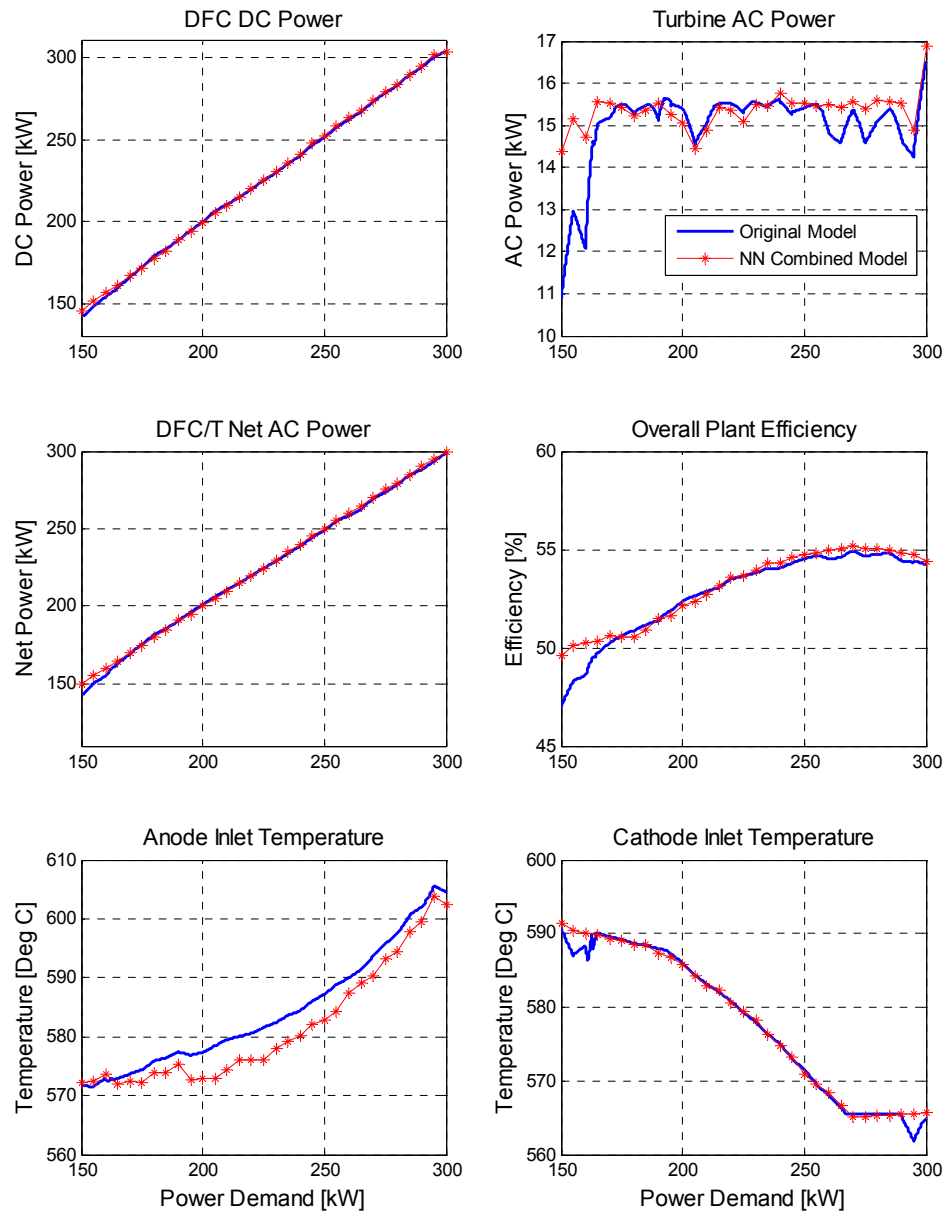 DFC DC Power
DC Power [kW]
300
250
200
150
150 200 250 300
Turbine AC Power
AC Power [kW]
17
16
15
14
13
12
11
10
Original Model
NN Combined Model
150 200 250 300
DFC/T Net AC Power
Net Power [kW]
300
250
200
150
150 200 250 300
Overall Plant Efficiency
Efficiency [%]
60
55
50
45
150 200 250 300
Anode Inlet Temperature
Temperature [Deg C]
610
600
590
580
570
560
150 200 250 300
Power Demand [kW]
Cathode Inlet Temperature
Temperature [Deg C]
600
590
580
570
560
150 200 250 300
Power Demand [kW]